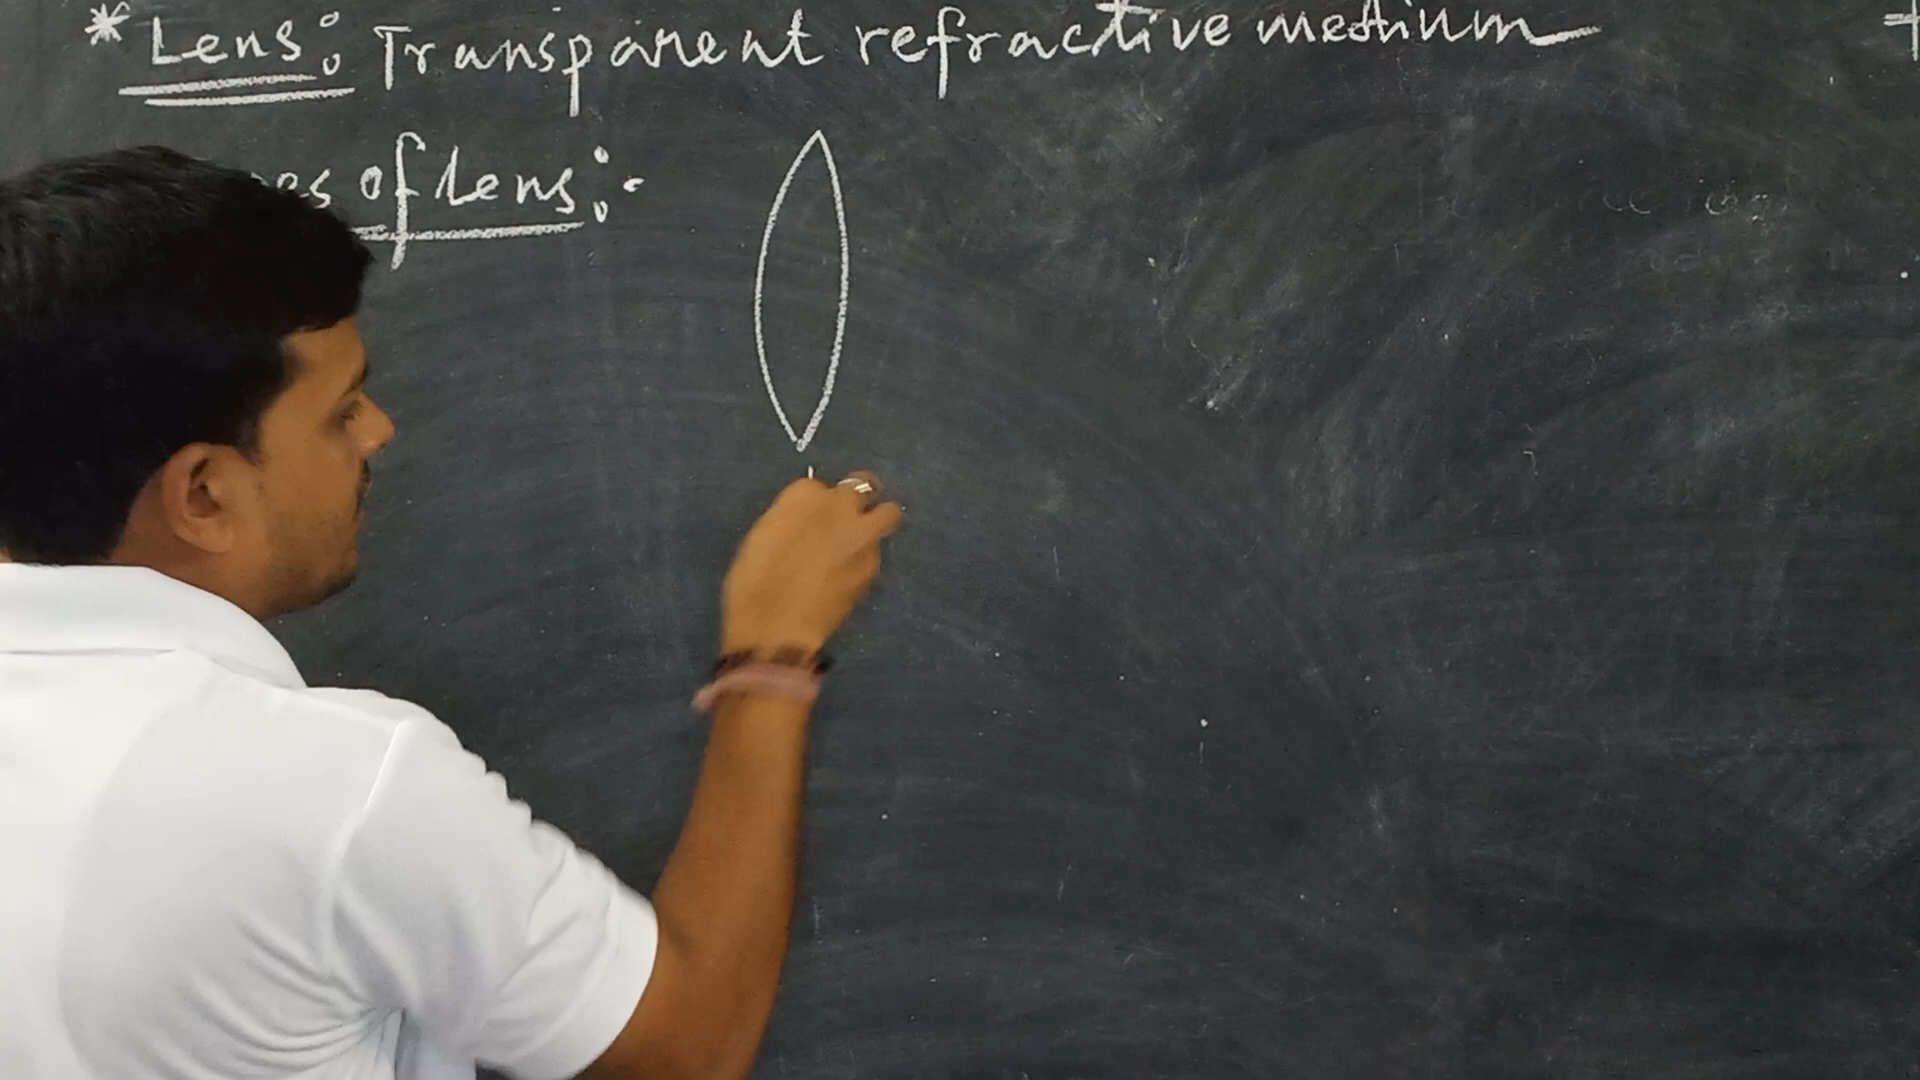 * Lens: Transparent refractive medium
of Lens:-